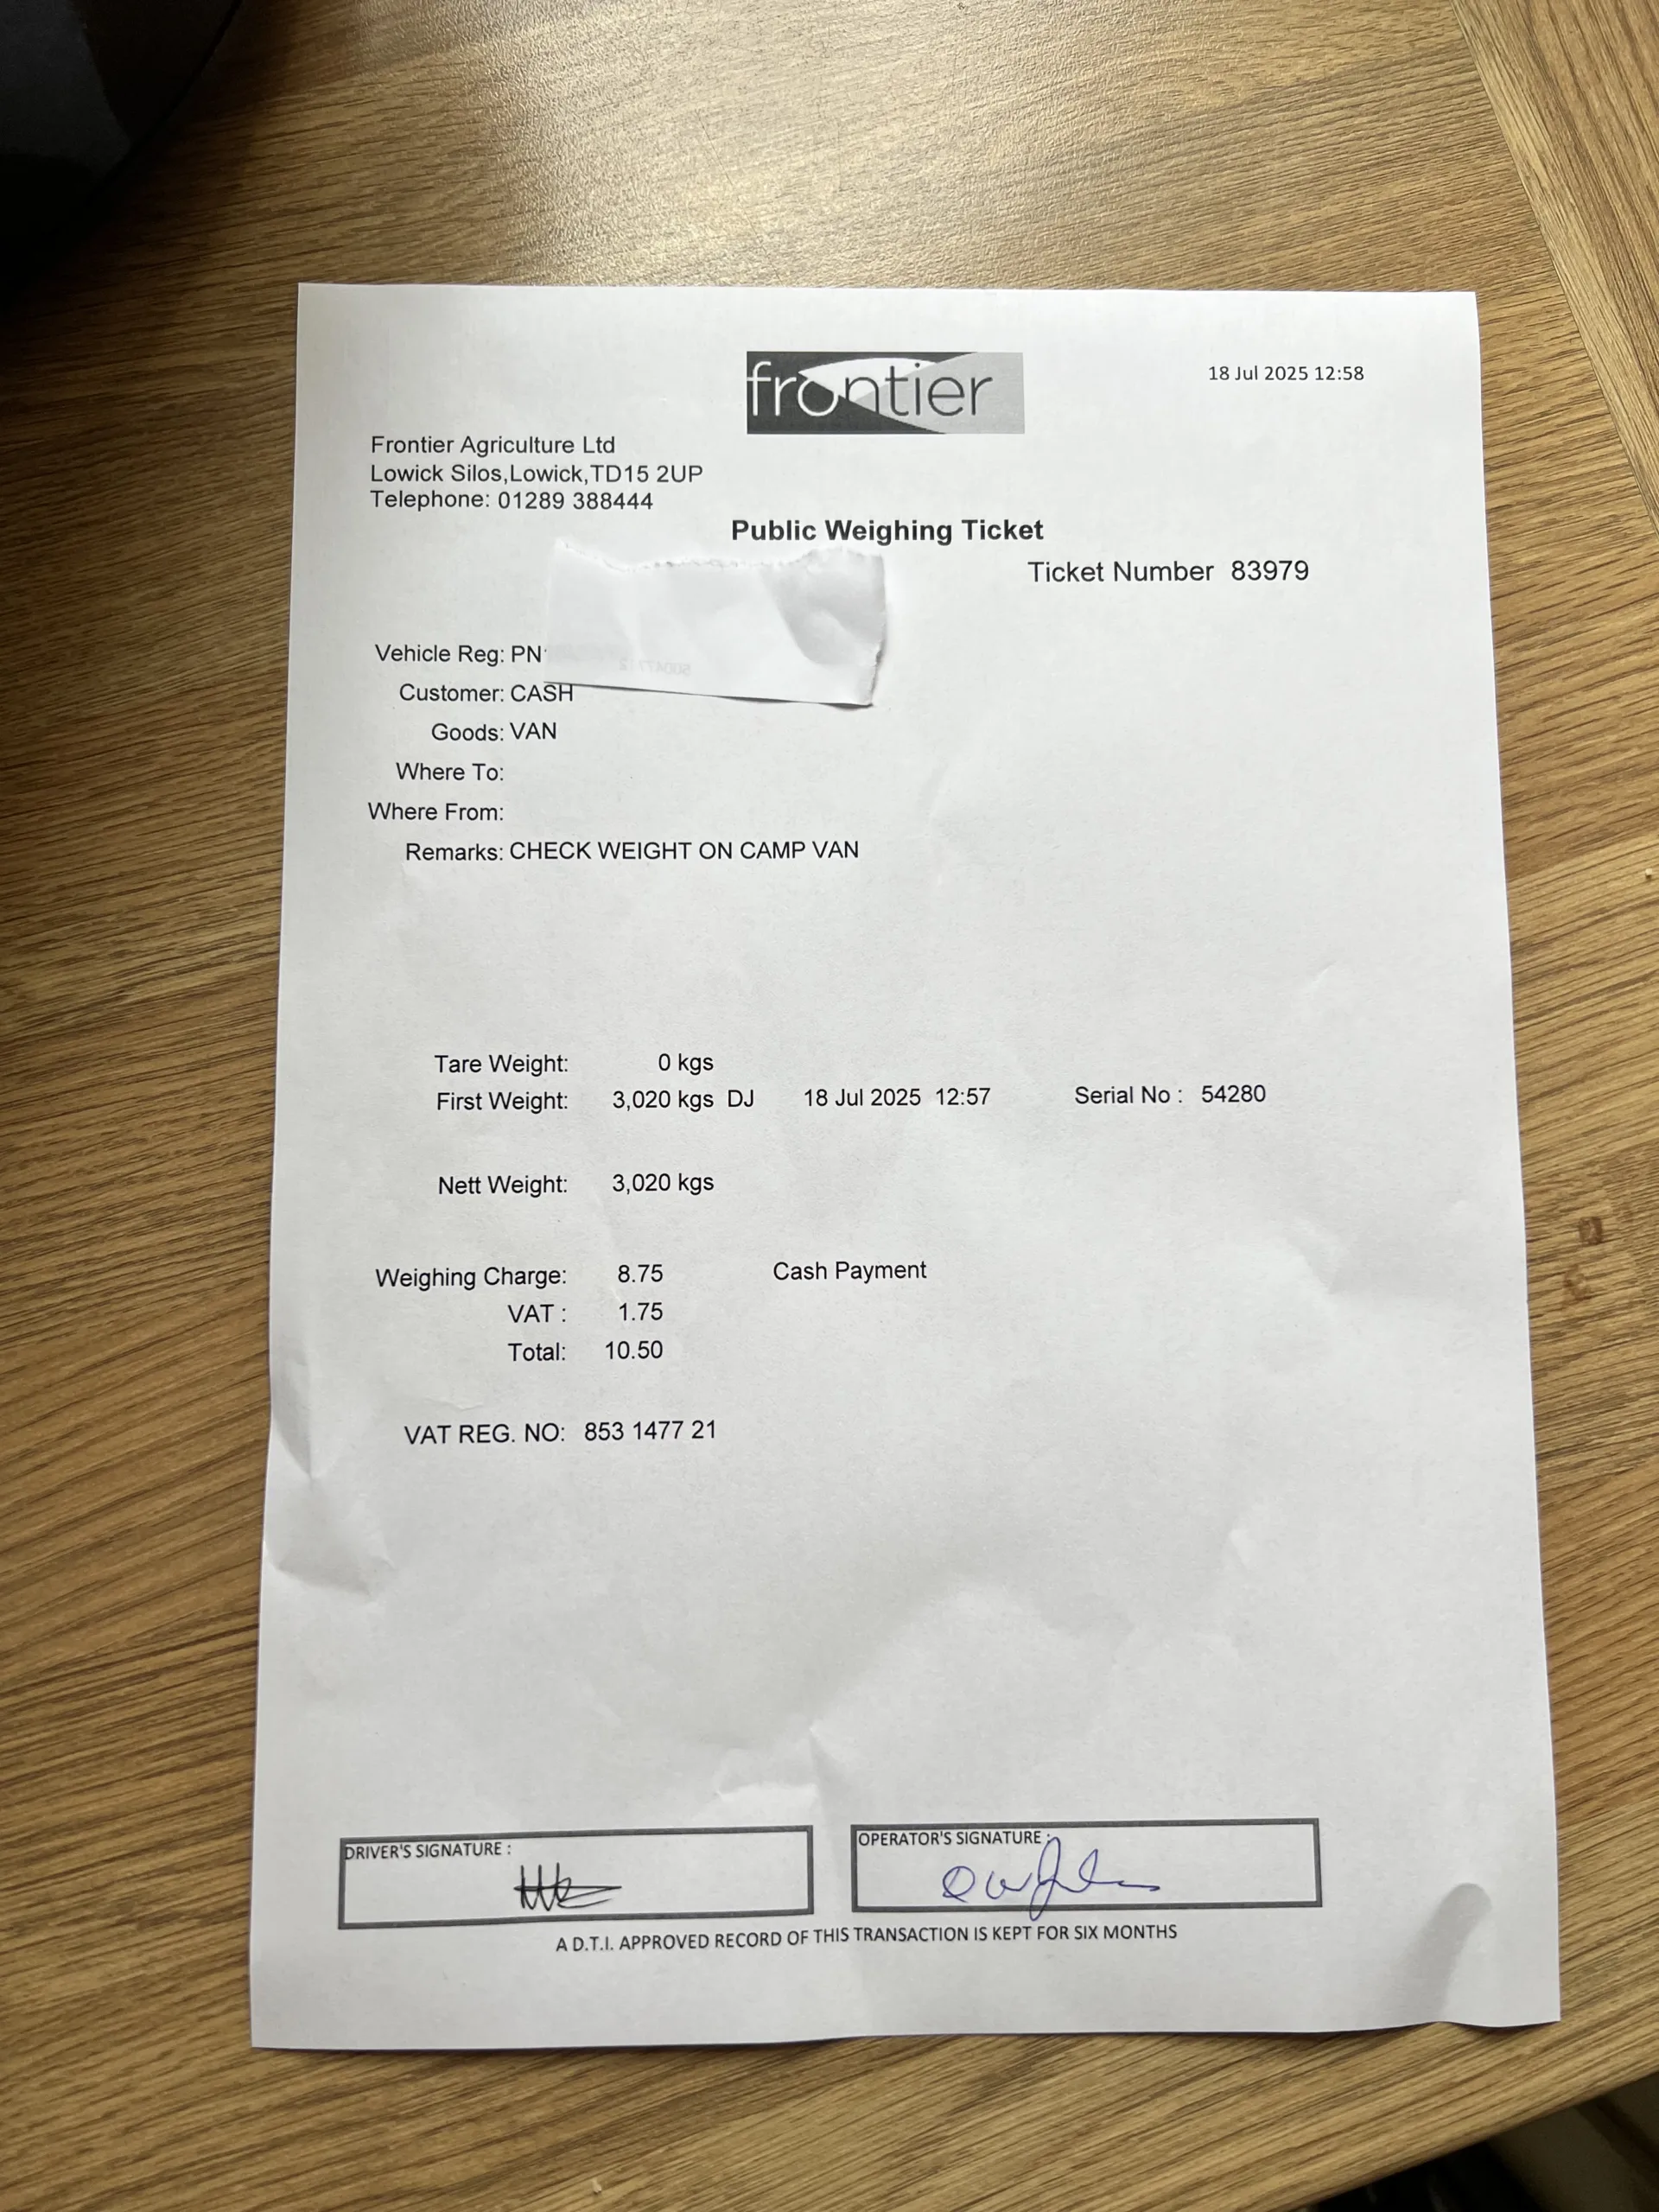 frontier
18 Jul 2025 12:58
Frontier Agriculture Ltd
Lowick Silos,Lowick,TD15 2UP
Telephone: 01289 388444
Public Weighing Ticket
Ticket Number 83979
Vehicle Reg: PN
Customer: CASH
Goods: VAN
Where To:
Where From:
Remarks: CHECK WEIGHT ON CAMP VAN
Tare Weight: 0 kgs
First Weight: 3,020 kgs DJ 18 Jul 2025 12:57 Serial No : 54280
Nett Weight: 3,020 kgs
Weighing Charge: 8.75 Cash Payment
VAT : 1.75
Total: 10.50
VAT REG. NO: 853 1477 21
DRIVER'S SIGNATURE :
OPERATOR'S SIGNATURE :
A D.T.I. APPROVED RECORD OF THIS TRANSACTION IS KEPT FOR SIX MONTHS